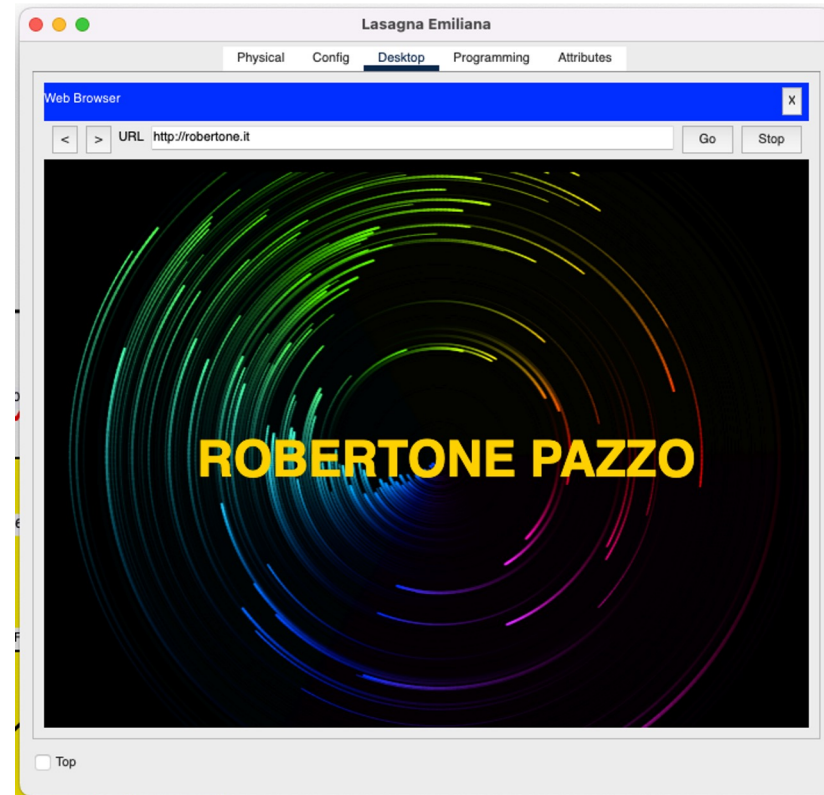 Lasagna Emiliana
Physical Config Desktop Programming Attributes
Web Browser X
< > URL http://robertone.it Go Stop
ROBERTONE PAZZO
Top